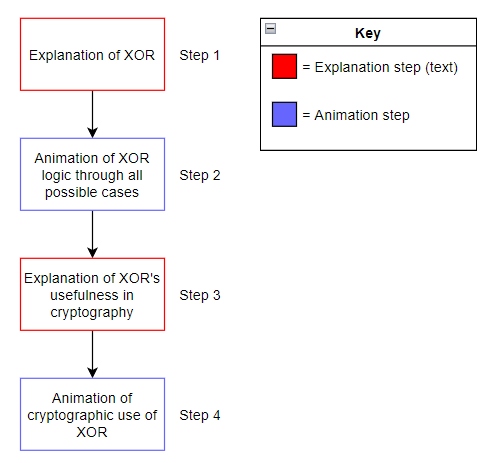 Explanation of XOR
Step 1
Animation of XOR
logic through all
possible cases
Step 2
Explanation of XOR's
usefulness in
cryptography
Step 3
Animation of
cryptographic use of
XOR
Step 4
Key
= Explanation step (text)
= Animation step